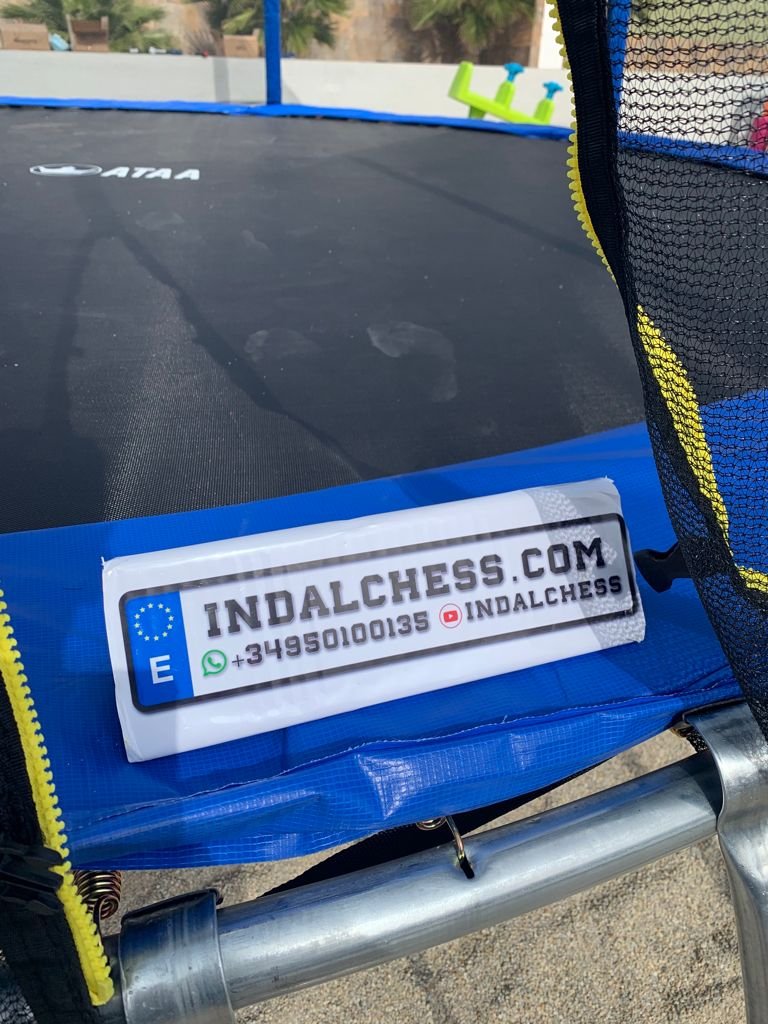 ATAA
INDALCHESS.COM
E
+34950100135 INDALCHESS